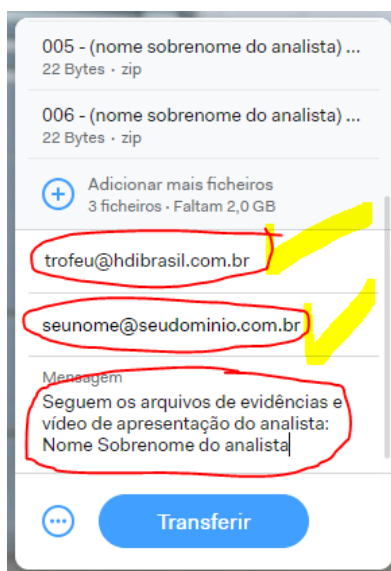 005 - (nome sobrenome do analista) ...
22 Bytes · zip
006 - (nome sobrenome do analista) ...
22 Bytes · zip
Adicionar mais ficheiros
3 ficheiros · Faltam 2,0 GB
trofeu@hdibrasil.com.br
seunome@seudominio.com.br
Mensagem
Seguem os arquivos de evidências e
vídeo de apresentação do analista:
Nome Sobrenome do analista
Transferir